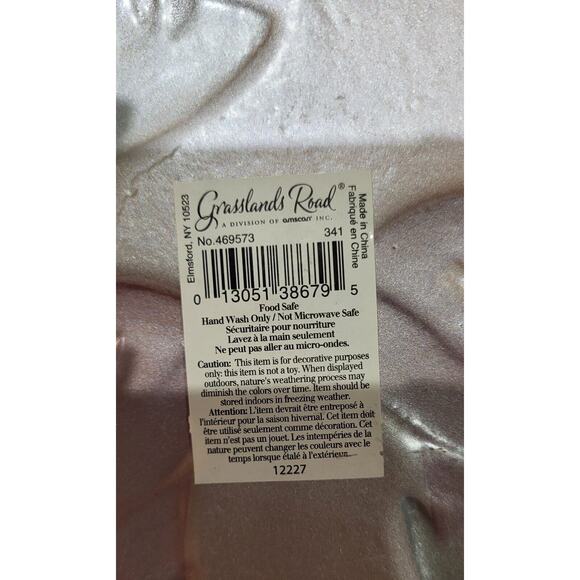 Grasslands Road®
A DIVISION OF amscan INC.
No.469573 341
0 13051 38679 5
Elmsford, NY 10523
Made in China
Fabriqué en Chine
Food Safe
Hand Wash Only / Not Microwave Safe
Sécuritaire pour nourriture
Lavez à la main seulement
Ne peut pas aller au micro-ondes.
Caution: This item is for decorative purposes
only: this item is not a toy. When displayed
outdoors, nature's weathering process may
diminish the colors over time. Item should be
stored indoors in freezing weather.
Attention: L'item devrait être entreposé à
l'intérieur pour la saison hivernal. Cet item doit
être utilisé seulement comme décoration. Cet
item n'est pas un jouet. Les intempéries de la
nature peuvent changer les couleurs avec le
temps lorsque étalé à l'extérieur.
12227